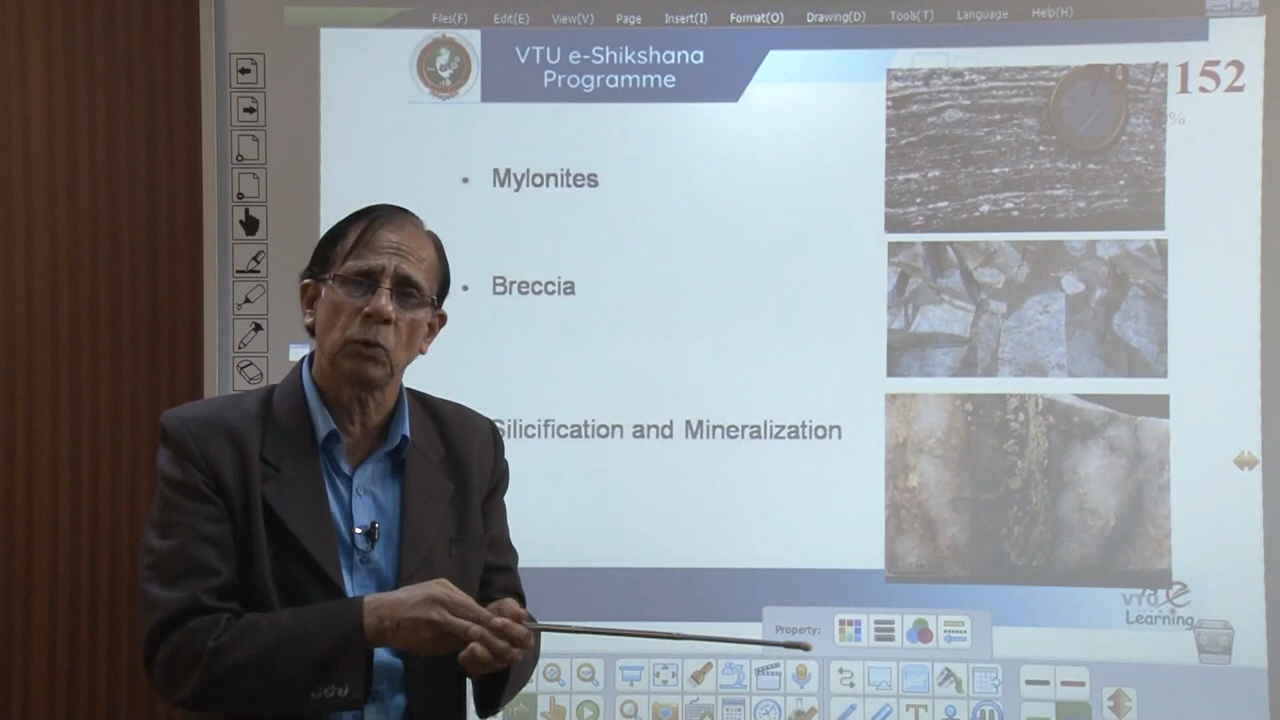 Files(F) Edit(E) View(V) Page Insert(I) Format(O) Drawing(D) Tools(T) Language Help(H)
VTU e-Shikshana
Programme
/ 152
%
• Mylonites
• Breccia
Silicification and Mineralization
VTU e
Learning
Property: